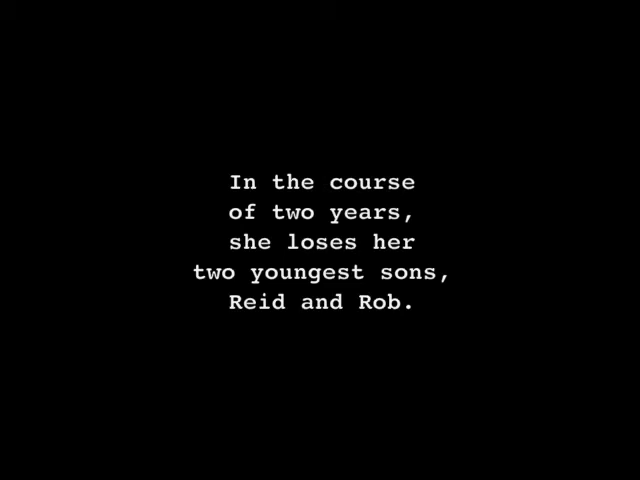 In the course
of two years,
she loses her
two youngest sons,
Reid and Rob.